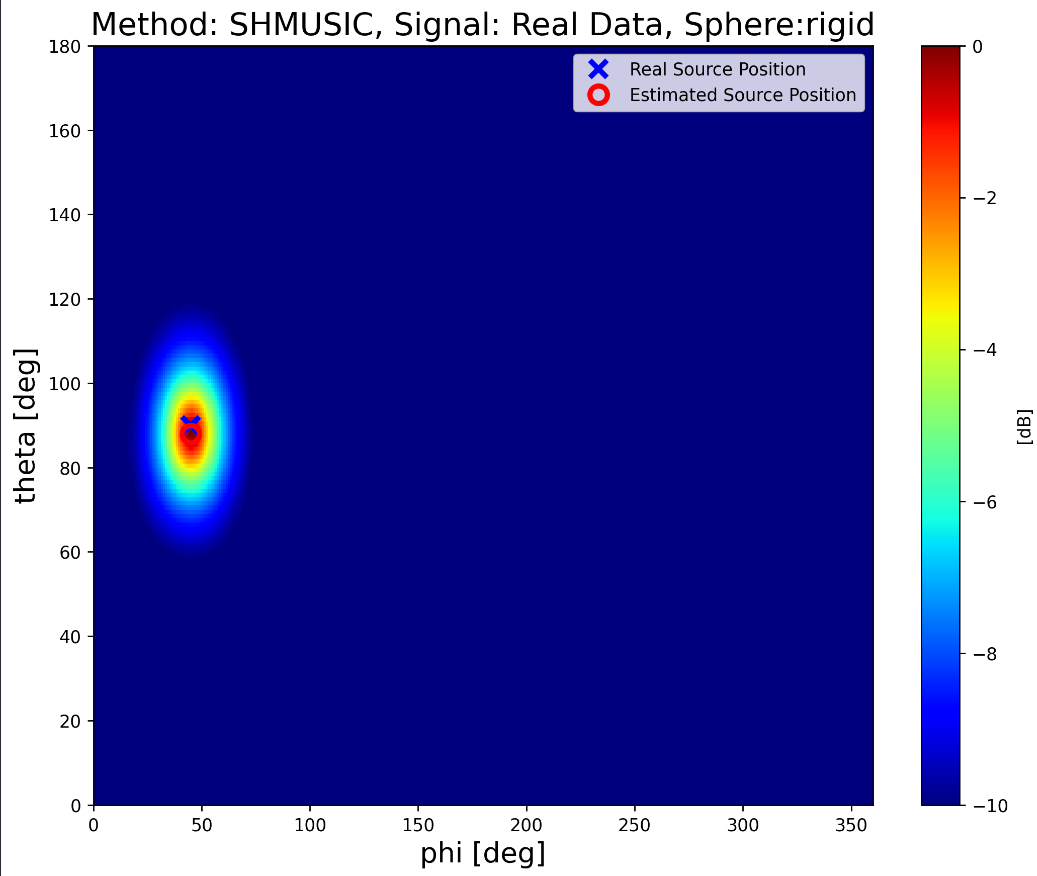 Method: SHMUSIC, Signal: Real Data, Sphere:rigid
Real Source Position
Estimated Source Position
180
160
140
120
100
80
60
40
20
0
theta [deg]
0 50 100 150 200 250 300 350
phi [deg]
0
−2
−4
−6
−8
−10
[dB]